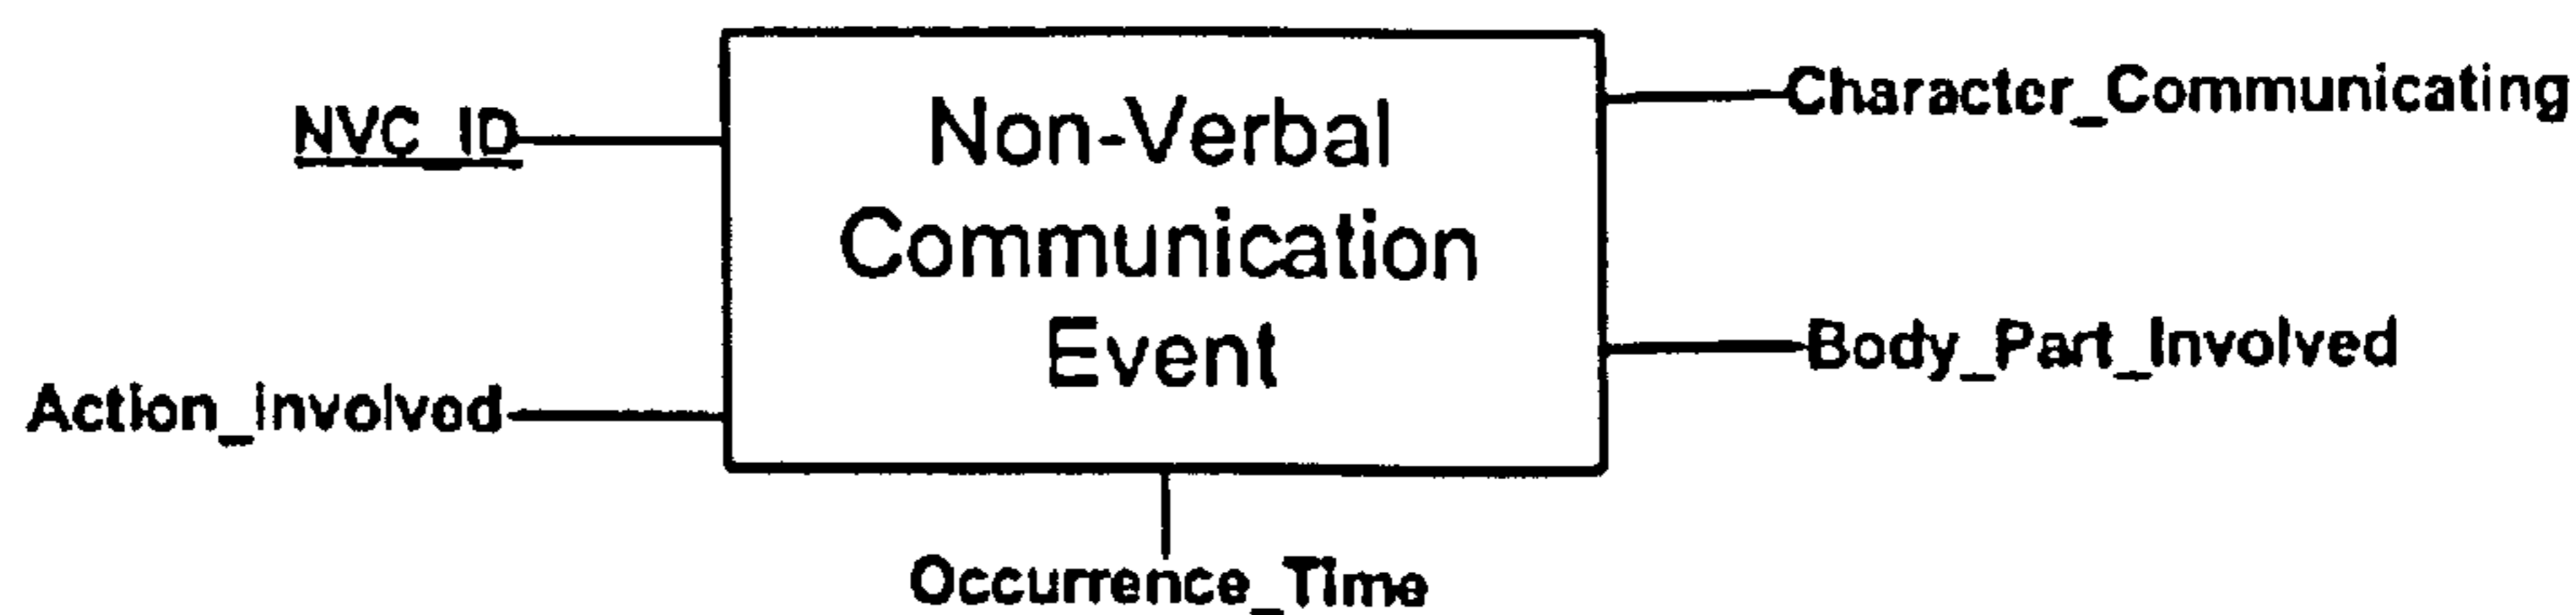 NVC_ID
Action_Involved
Non-Verbal
Communication
Event
Character_Communicating
Body_Part_Involved
Occurrence_Time